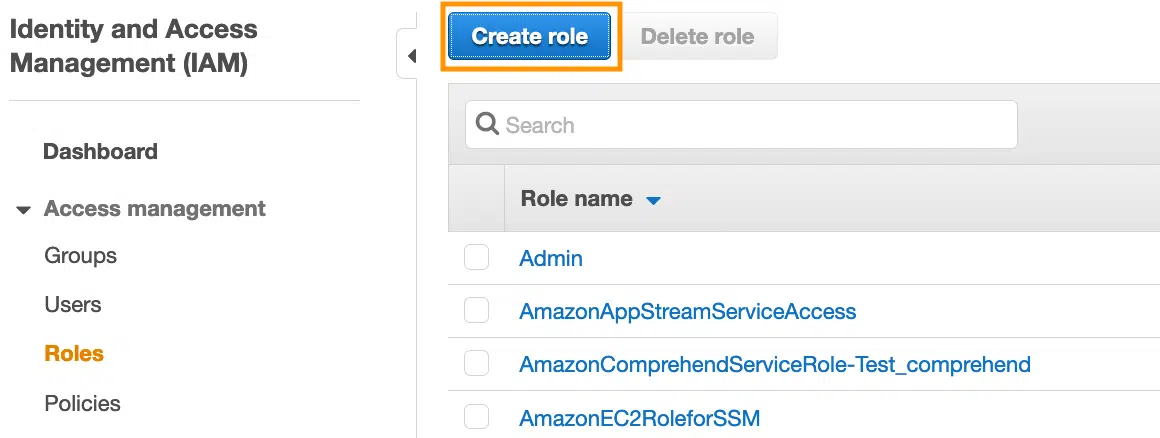 Identity and Access
Management (IAM)
Dashboard
Access management
Groups
Users
Roles
Policies
Create role
Delete role
Search
Role name
Admin
AmazonAppStreamServiceAccess
AmazonComprehendServiceRole-Test_comprehend
AmazonEC2RoleforSSM